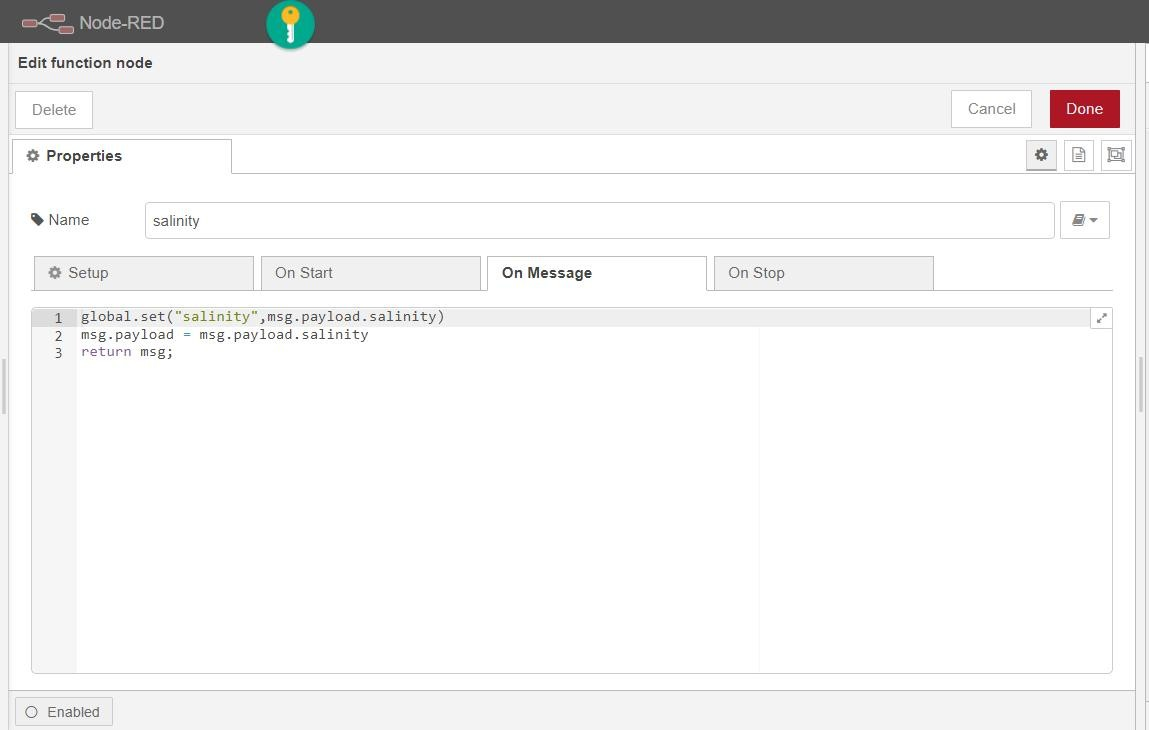 Node-RED
Edit function node
Delete Cancel Done
Properties
Name salinity
Setup On Start On Message On Stop
1 global.set("salinity",msg.payload.salinity)
2 msg.payload = msg.payload.salinity
3 return msg;
Enabled